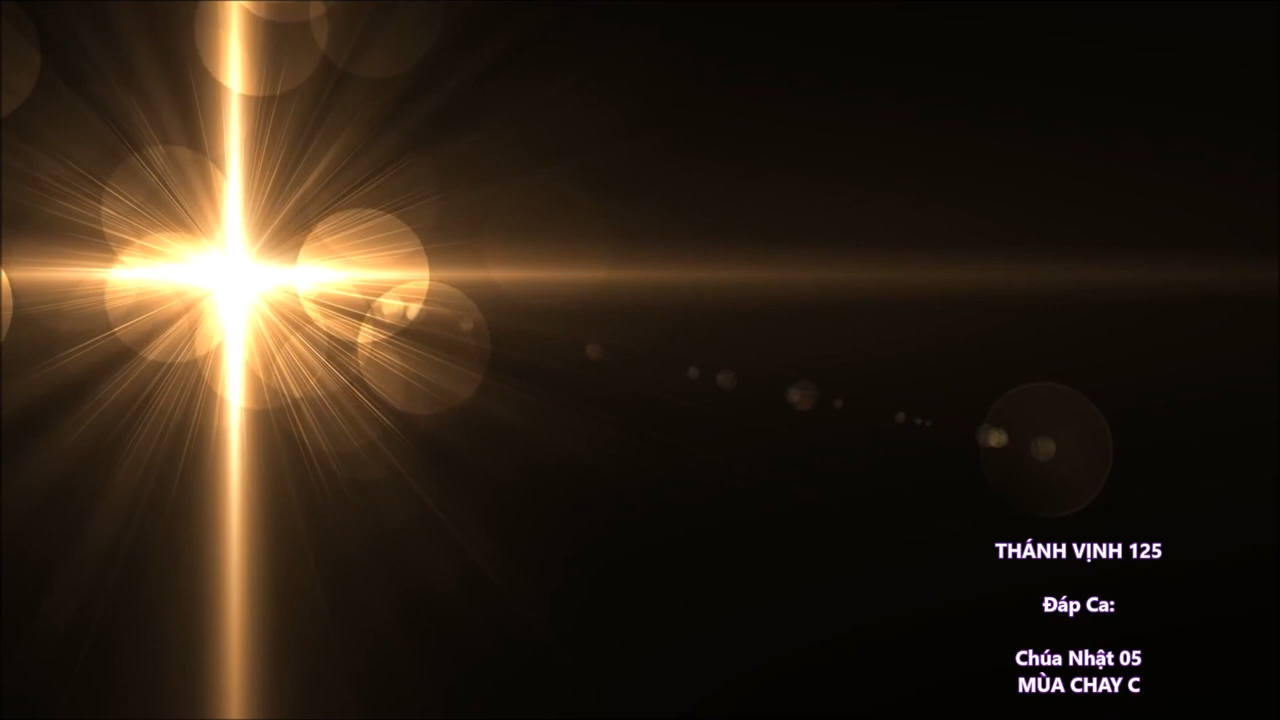 THÁNH VỊNH 125
Đáp Ca:
Chúa Nhật 05
MÙA CHAY C